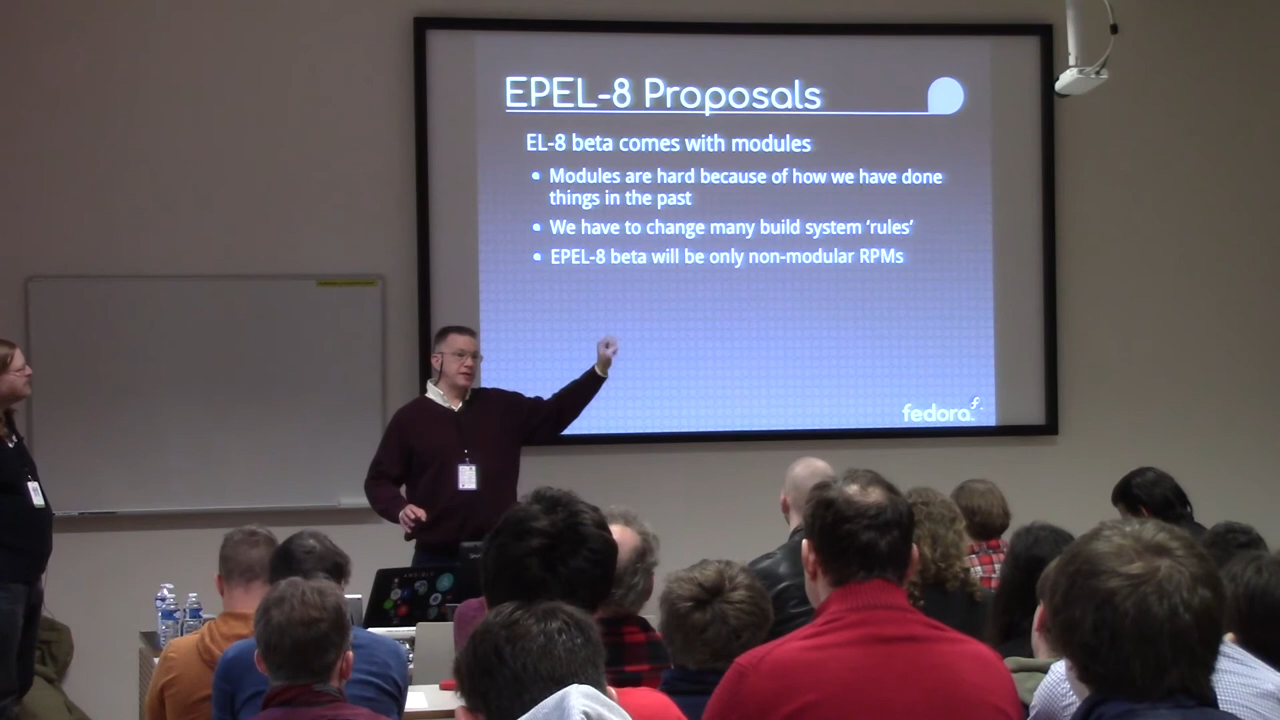 EPEL-8 Proposals
EL-8 beta comes with modules
• Modules are hard because of how we have done
things in the past
• We have to change many build system ‘rules’
• EPEL-8 beta will be only non-modular RPMs
fedora
ANSIBLE